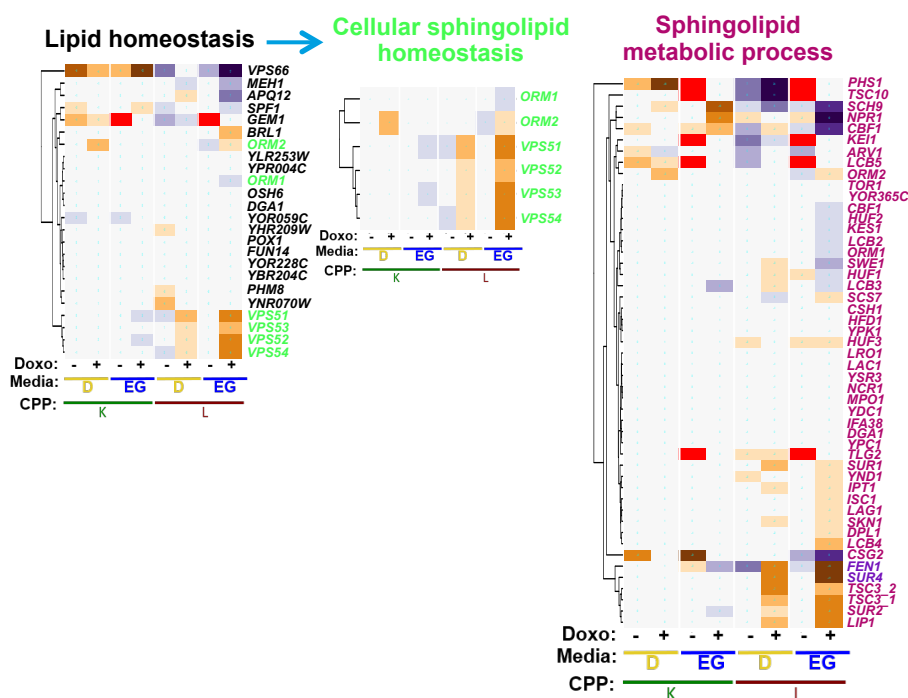 Lipid homeostasis
VPS66
MEH1
APQ12
SPF1
GEM1
BRL1
ORM2
YLR253W
YPR004C
ORM1
OSH6
DGA1
YOR059C
YHR209W
POX1
FUN14
YOR228C
YBR204C
PHM8
YNR070W
VPS51
VPS53
VPS52
VPS54
Doxo: - + - + - + - +
Media: D EG D EG
CPP: K L
Cellular sphingolipid
homeostasis
ORM1
ORM2
VPS51
VPS52
VPS53
VPS54
Doxo: - + - + - + - +
Media: D EG D EG
CPP: K L
Sphingolipid
metabolic process
PHS1
TSC10
SCH9
NPR1
CBF1
KEI1
ARV1
LCB5
ORM2
TOR1
YOR365C
CBF1
HUF2
KES1
LCB2
ORM1
SWE1
HUF1
LCB3
SCS7
CSH1
HFD1
YPK1
HUF3
LRO1
LAC1
YSR3
NCR1
MPO1
YDC1
IFA38
DGA1
YPC1
TLG2
SUR1
YND1
IPT1
ISC1
LAG1
SKN1
DPL1
LCB4
CSG2
FEN1
SUR4
TSC3_2
TSC3_1
SUR2
LIP1
Doxo: - + - + - + - +
Media: D EG D EG
CPP: K L